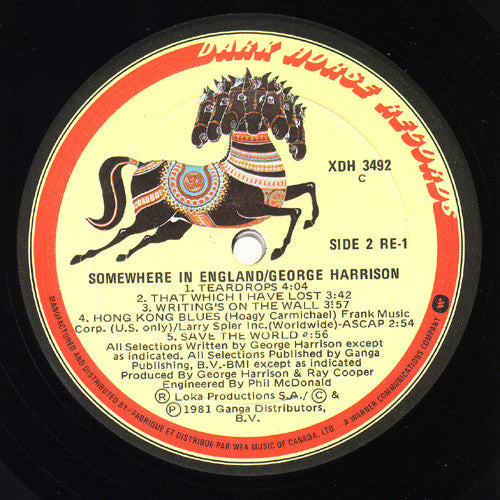 DARK HORSE RECORDS
XDH 3492
C
SIDE 2 RE-1
SOMEWHERE IN ENGLAND/GEORGE HARRISON
1. TEARDROPS 4:04
2. THAT WHICH I HAVE LOST 3:42
3. WRITING'S ON THE WALL 3:57
4. HONG KONG BLUES (Hoagy Carmichael) Frank Music
Corp. (U.S. only)/Larry Spier Inc.(Worldwide)-ASCAP 2:54
5. SAVE THE WORLD 4:56
All Selections Written by George Harrison except
as indicated. All Selections Published by Ganga
Publishing, B.V.-BMI except as indicated
Produced By George Harrison & Ray Cooper
Engineered By Phil McDonald
Ⓡ Loka Productions S.A./ © &
Ⓟ 1981 Ganga Distributors,
B.V.
MANUFACTURED AND DISTRIBUTED BY/FABRIQUE ET DISTRIBUE PAR WEA MUSIC OF CANADA, LTD. A WARNER COMMUNICATIONS COMPANY